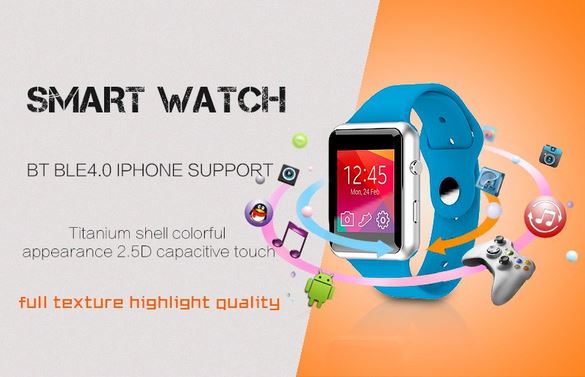 SMART WATCH
BT BLE4.0 IPHONE SUPPORT
Titanium shell colorful
appearance 2.5D capacitive touch
full texture highlight quality
12:35
Mon, 24 Feb